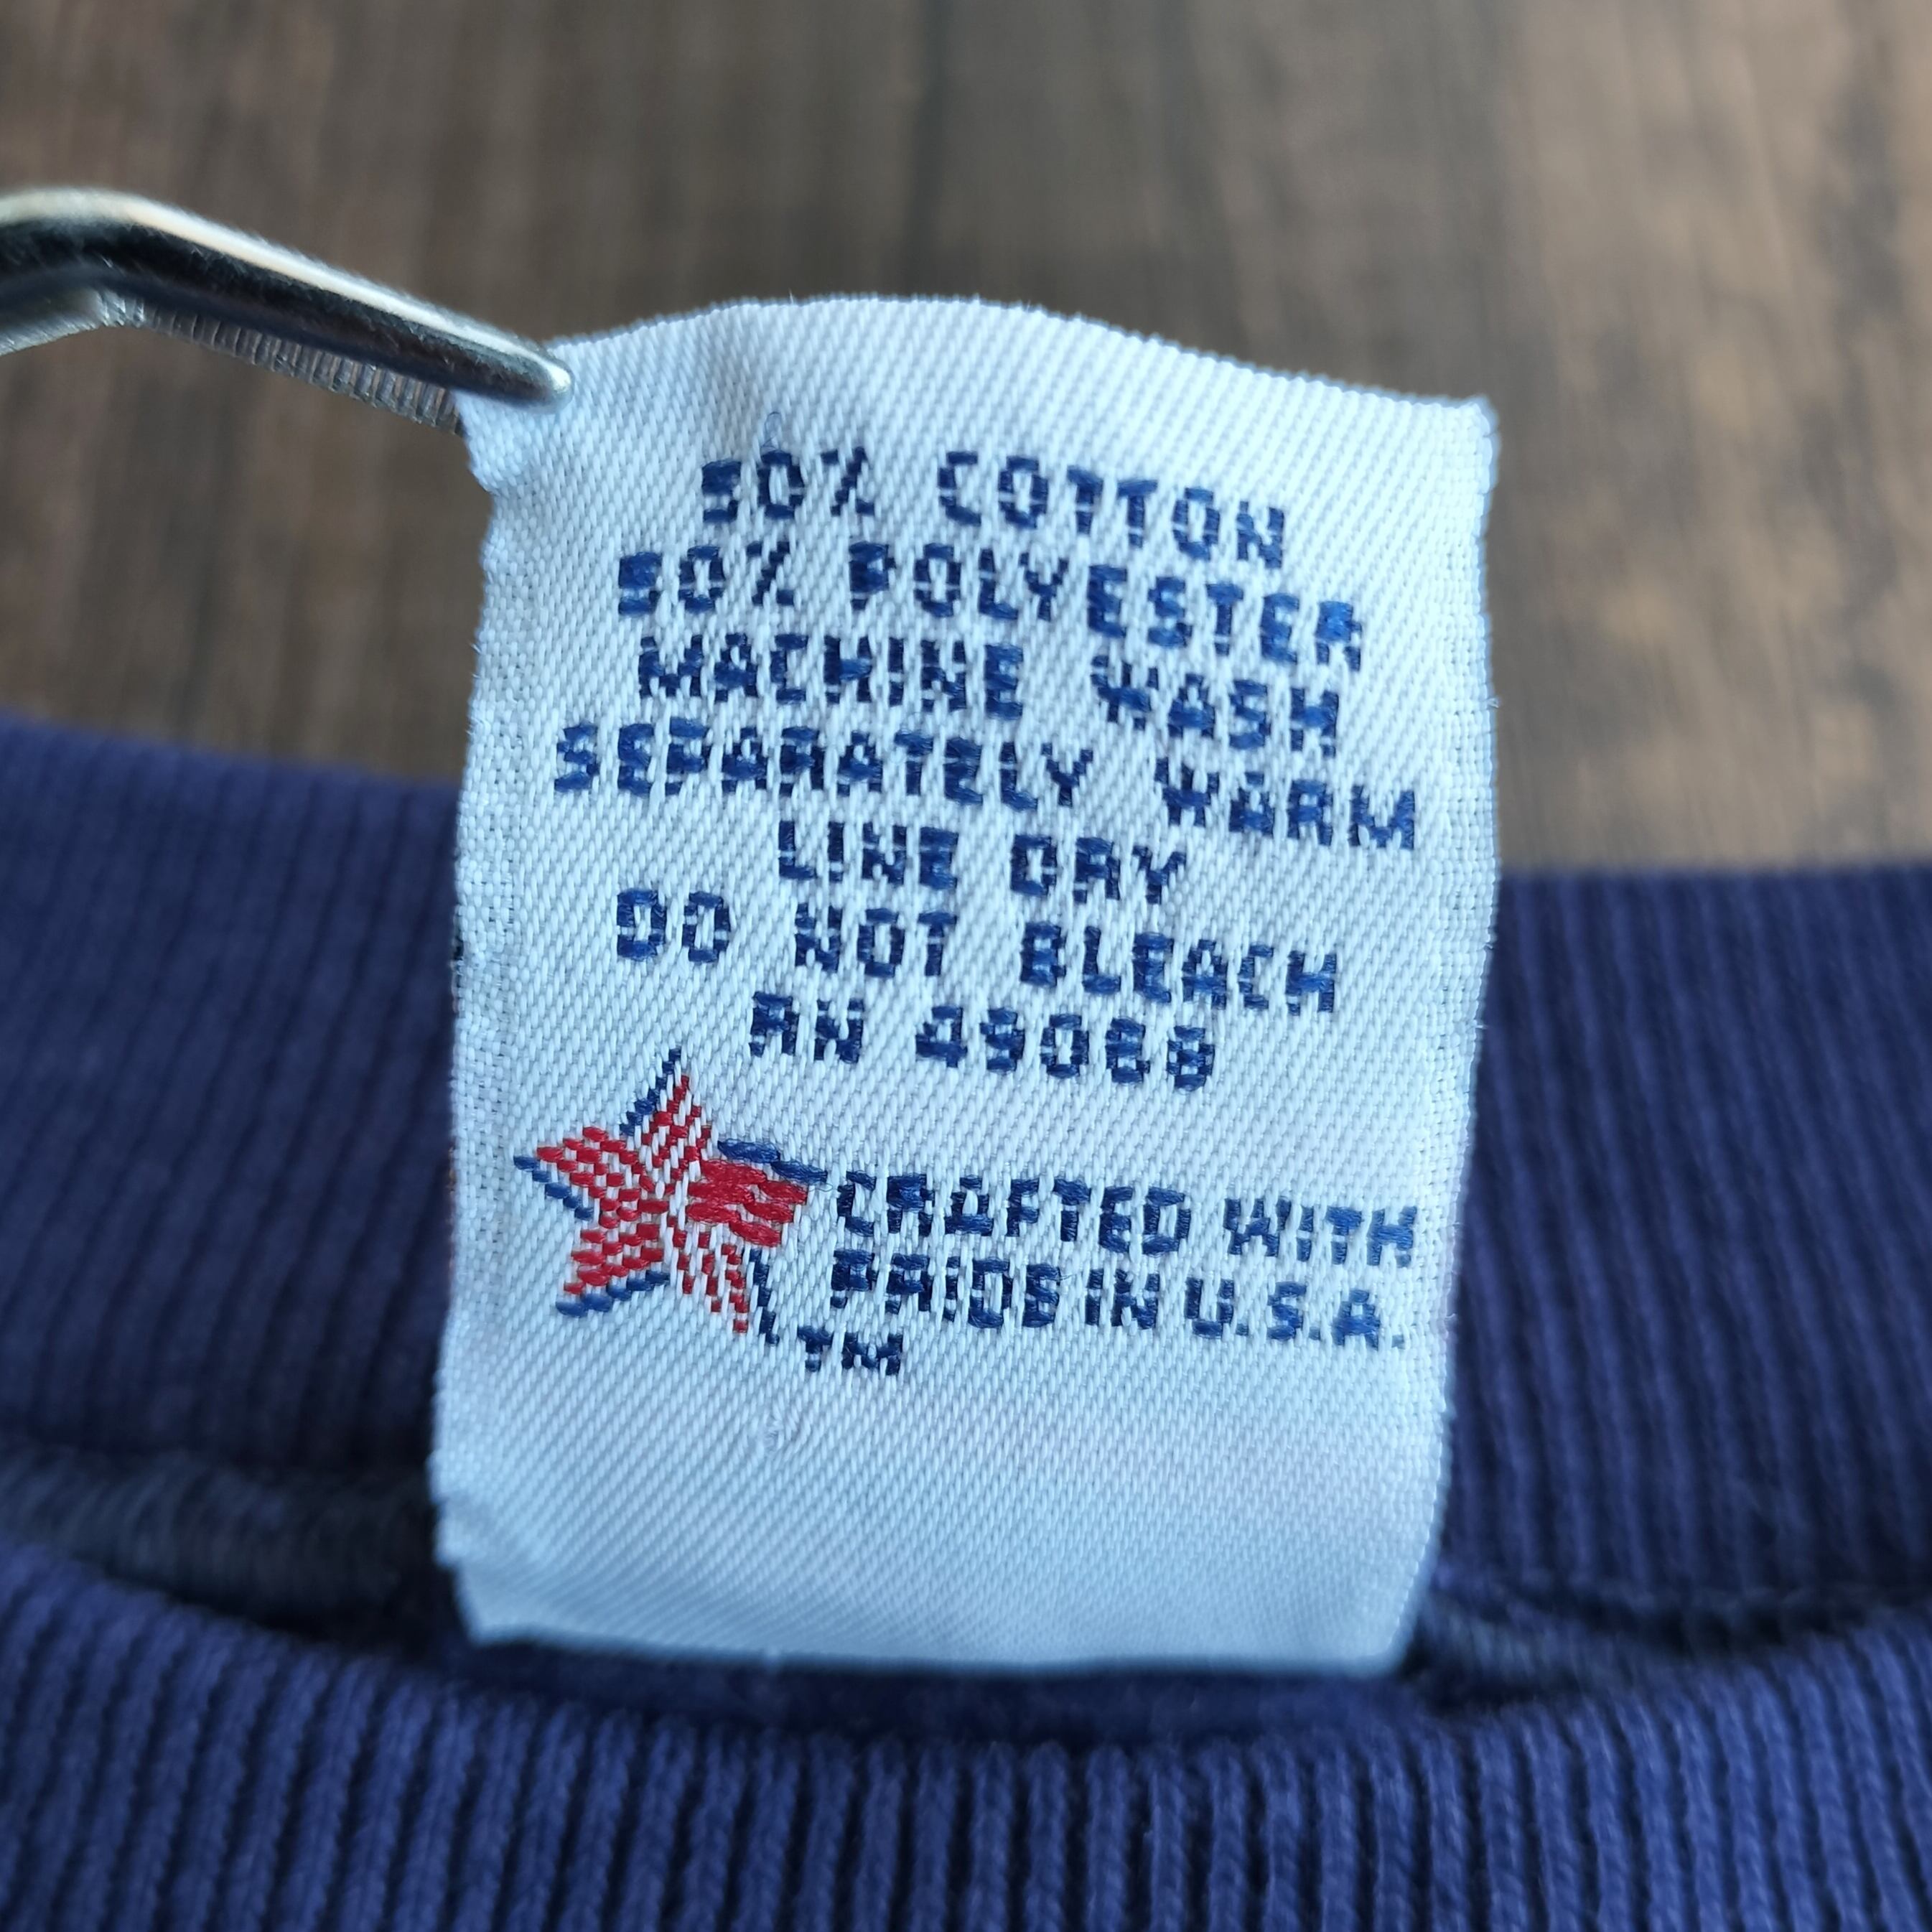 50% COTTON
50% POLYESTER
MACHINE WASH
SEPARATELY WARM
LINE DRY
DO NOT BLEACH
RN 49068
CRAFTED WITH
PRIDE IN U.S.A.
TM